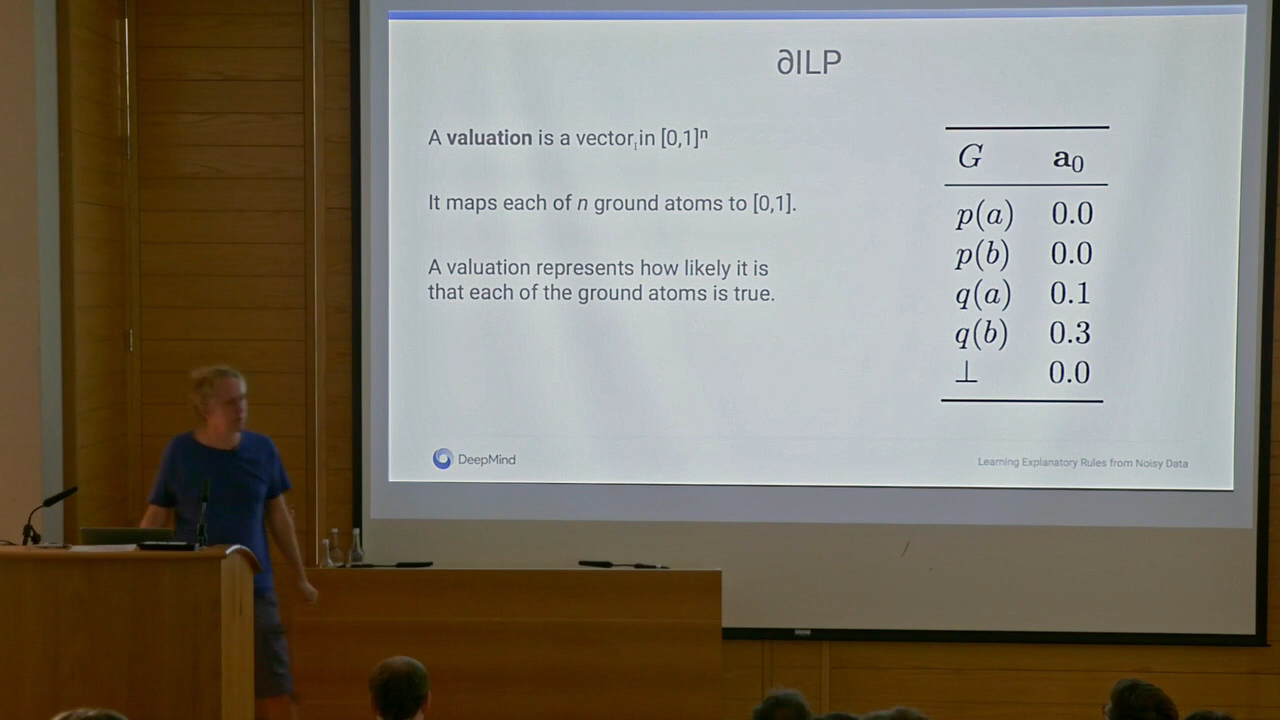 ∂ILP
A valuation is a vector in [0,1]ⁿ
It maps each of n ground atoms to [0,1].
A valuation represents how likely it is
that each of the ground atoms is true.
G a₀
p(a) 0.0
p(b) 0.0
q(a) 0.1
q(b) 0.3
⊥ 0.0
DeepMind
Learning Explanatory Rules from Noisy Data